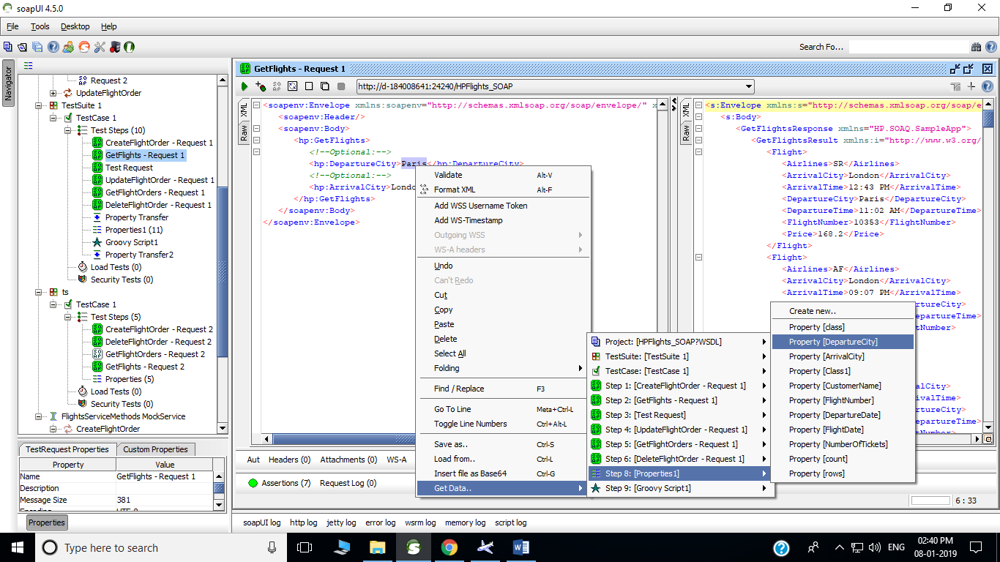 soapUI 4.5.0
File Tools Desktop Help
Search Fo...
Navigator
Request 2
UpdateFlightOrder
TestSuite 1
TestCase 1
Test Steps (10)
CreateFlightOrder - Request 1
GetFlights - Request 1
Test Request
UpdateFlightOrder - Request 1
GetFlightOrders - Request 1
DeleteFlightOrder - Request 1
Property Transfer
Properties1 (11)
Groovy Script1
Property Transfer2
Load Tests (0)
Security Tests (0)
ts
TestCase 1
Test Steps (5)
CreateFlightOrder - Request 2
DeleteFlightOrder - Request 2
GetFlightOrders - Request 2
GetFlights - Request 2
Properties (5)
Load Tests (0)
Security Tests (0)
FlightsServiceMethods MockService
CreateFlightOrder
TestRequest Properties Custom Properties
Property Value
Name GetFlights - Request 1
Description
Message Size 381
Properties
GetFlights - Request 1
http://d-184008641:24240/HPFlights_SOAP
XML
Raw
<soapenv:Envelope xmlns:soapenv="http://schemas.xmlsoap.org/soap/envelope/" x
<soapenv:Header/>
<soapenv:Body>
<hp:GetFlights>
<!--Optional:-->
<hp:DepartureCity>Paris</hp:DepartureCity>
<!--Optional:-->
<hp:ArrivalCity>Londo
</hp:GetFlights>
</soapenv:Body>
</soapenv:Envelope>
XML
Raw
<s:Envelope xmlns:s="http://schemas.xmlsoap.org/soap/e
<s:Body>
<GetFlightsResponse xmlns="HP.SOAQ.SampleApp">
<GetFlightsResult xmlns:i="http://www.w3.org/
<Flight>
<Airlines>SR</Airlines>
<ArrivalCity>London</ArrivalCity>
<ArrivalTime>12:43 PM</ArrivalTime>
<DepartureCity>Paris</DepartureCity>
<DepartureTime>11:02 AM</DepartureTime>
<FlightNumber>10353</FlightNumber>
<Price>168.2</Price>
</Flight>
<Flight>
<Airlines>AF</Airlines>
<ArrivalCity>London</ArrivalCity>
<ArrivalTime>09:07 PM</ArrivalTime>
artureCity>
epartureTime>
htNumber>
valCity>
ivalTime>
artureCity>
epartureTime>
htNumber>
Validate Alt-V
Format XML Alt-F
Add WSS Username Token
Add WS-Timestamp
Outgoing WSS
WS-A headers
Undo
Can't Redo
Cut
Copy
Paste
Delete
Select All
Folding
Find / Replace F3
Go To Line Meta+Ctrl-L
Toggle Line Numbers Ctrl+Alt-L
Save as.. Ctrl-S
Load from.. Ctrl-L
Insert file as Base64 Ctrl-G
Get Data..
Project: [HPFlights_SOAP?WSDL]
TestSuite: [TestSuite 1]
TestCase: [TestCase 1]
Step 1: [CreateFlightOrder - Request 1]
Step 2: [GetFlights - Request 1]
Step 3: [Test Request]
Step 4: [UpdateFlightOrder - Request 1]
Step 5: [GetFlightOrders - Request 1]
Step 6: [DeleteFlightOrder - Request 1]
Step 8: [Properties1]
Step 9: [Groovy Script1]
Create new..
Property [class]
Property [DepartureCity]
Property [ArrivalCity]
Property [Class1]
Property [CustomerName]
Property [FlightNumber]
Property [DepartureDate]
Property [FlightDate]
Property [NumberOfTickets]
Property [count]
Property [rows]
Aut Headers (0) Attachments (0) WS-A
Assertions (7) Request Log (0)
6 : 33
soapUI log http log jetty log error log wsrm log memory log script log
Type here to search
ENG
02:40 PM
08-01-2019